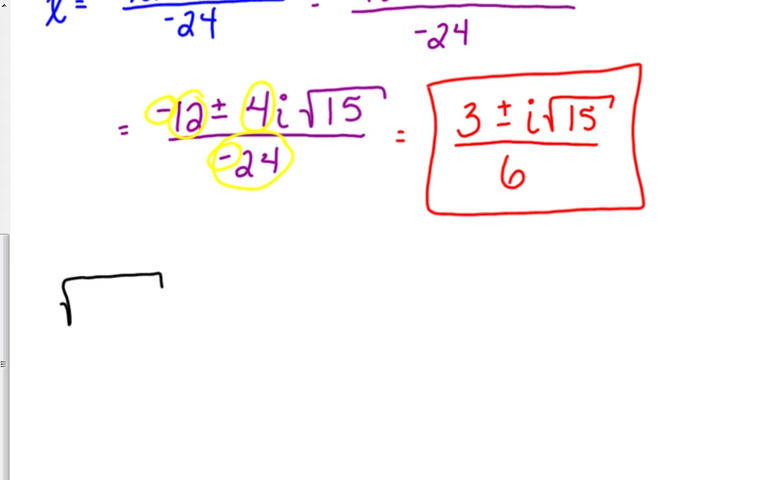 x =
-24
-24
= -12 ± 4i√15 / -24 = 3 ± i√15 / 6
√